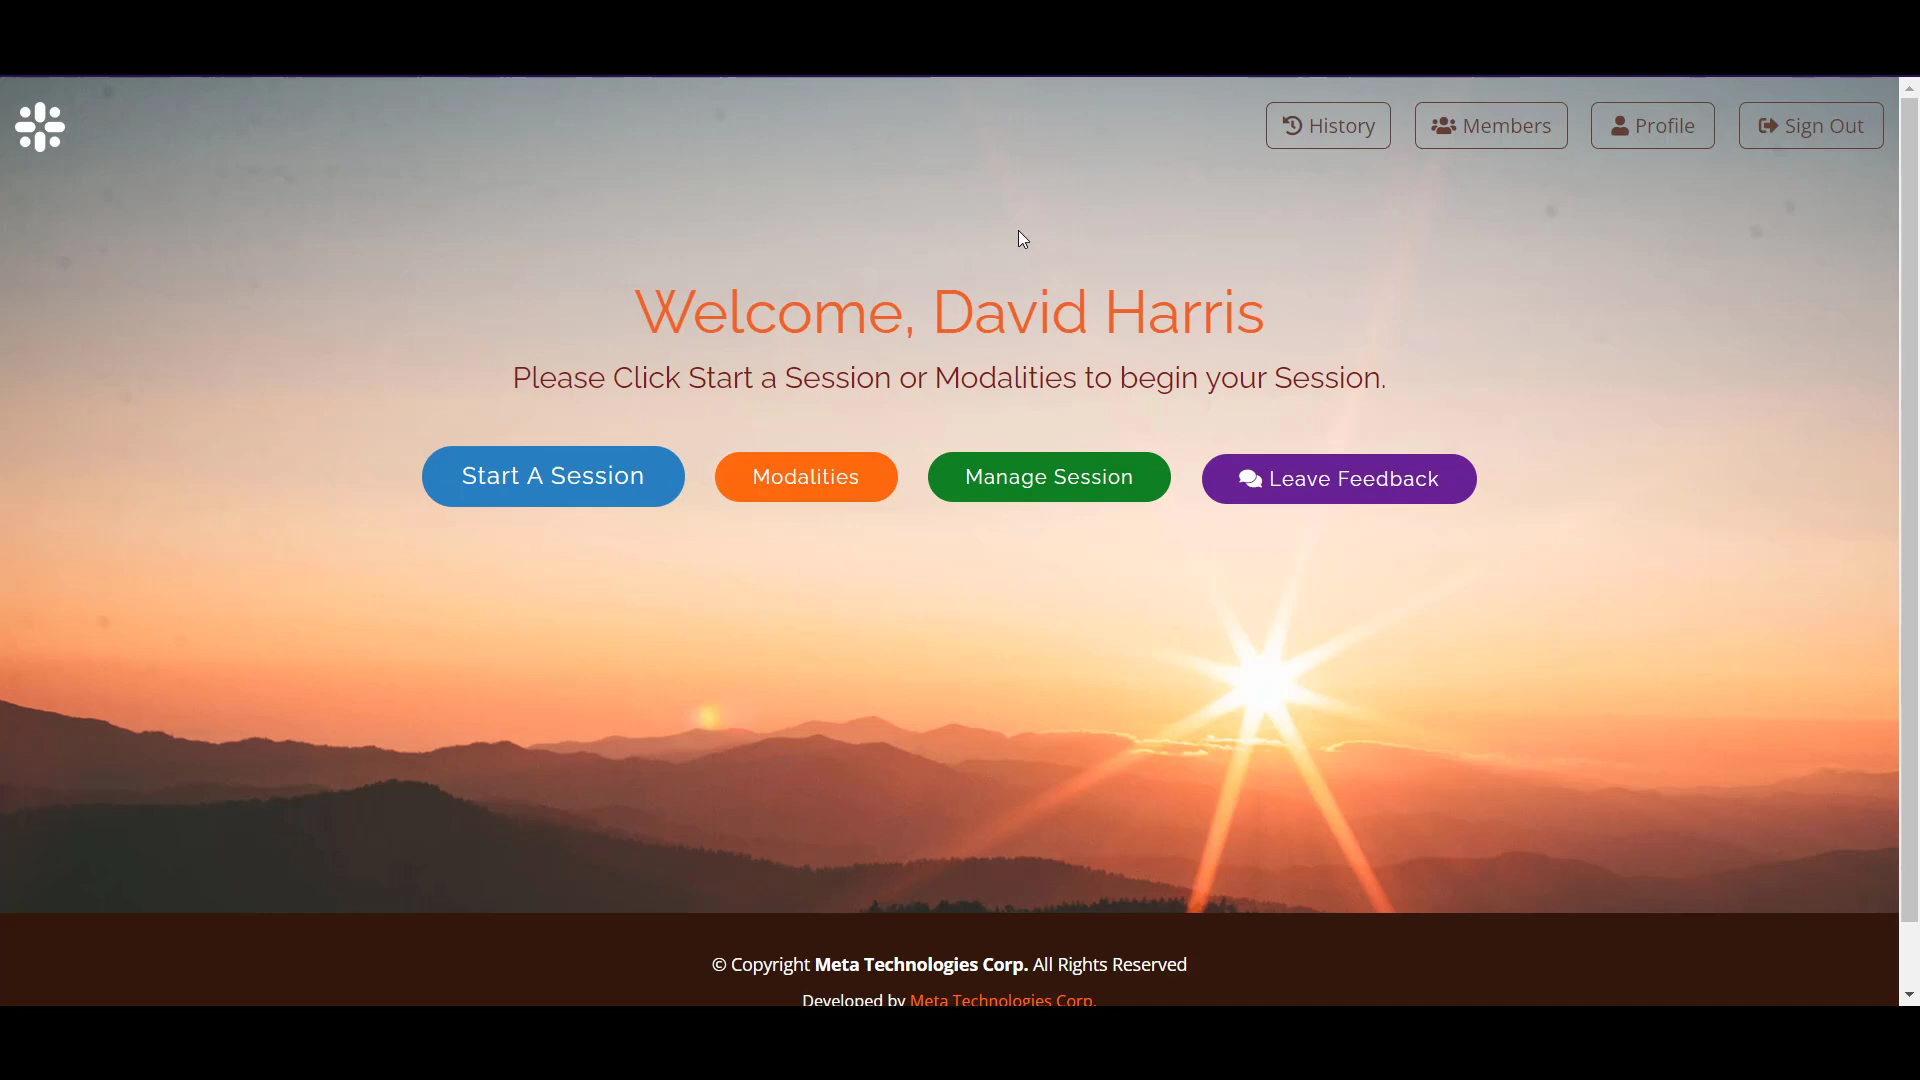 History
Members
Profile
Sign Out
Welcome, David Harris
Please Click Start a Session or Modalities to begin your Session.
Start A Session
Modalities
Manage Session
Leave Feedback
© Copyright Meta Technologies Corp. All Rights Reserved
Developed by Meta Technologies Corp.